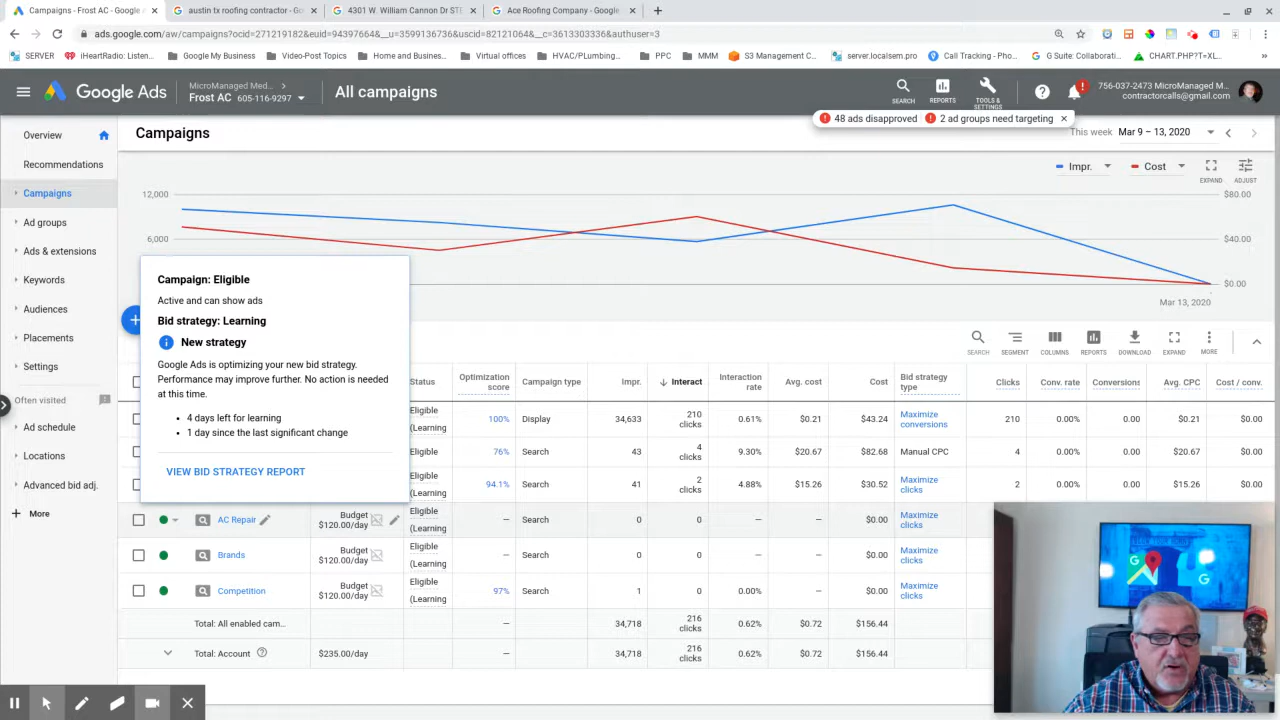 Campaigns - Frost AC - Google A
austin tx roofing contractor - Goo
4301 W. William Cannon Dr STE
Ace Roofing Company - Google
ads.google.com/aw/campaigns?ocid=271219182&euid=94397664&__u=3599136736&uscid=82121064&__c=3613303336&authuser=3
SERVER
iHeartRadio: Listen...
Google My Business
Video-Post Topics
Home and Busines...
Virtual offices
HVAC/PLumbing...
PPC
MMM
S3 Management C...
server.localsem.pro
Call Tracking - Pho...
G Suite: Collaborati...
CHART.PHP?T=XL...
Google Ads
MicroManaged Med... >
Frost AC 605-116-9297
All campaigns
SEARCH
REPORTS
TOOLS & SETTINGS
756-037-2473 MicroManaged M...
contractorcalls@gmail.com
48 ads disapproved
2 ad groups need targeting
Overview
Recommendations
Campaigns
Ad groups
Ads & extensions
Keywords
Audiences
Placements
Settings
Often visited
Ad schedule
Locations
Advanced bid adj.
More
Campaigns
This week Mar 9 – 13, 2020
Impr.
Cost
EXPAND
ADJUST
12,000
6,000
$80.00
$40.00
$0.00
Mar 13, 2020
Campaign: Eligible
Active and can show ads
Bid strategy: Learning
New strategy
Google Ads is optimizing your new bid strategy.
Performance may improve further. No action is needed
at this time.
• 4 days left for learning
• 1 day since the last significant change
VIEW BID STRATEGY REPORT
SEARCH
SEGMENT
COLUMNS
REPORTS
DOWNLOAD
EXPAND
MORE
Status Optimization score Campaign type Impr. Interact Interaction rate Avg. cost Cost Bid strategy type Clicks Conv. rate Conversions Avg. CPC Cost / conv.
Eligible (Learning 100% Display 34,633 210 clicks 0.61% $0.21 $43.24 Maximize conversions 210 0.00% 0.00 $0.21 $0.00
Eligible 76% Search 43 4 clicks 9.30% $20.67 $82.68 Manual CPC 4 0.00% 0.00 $20.67 $0.00
Eligible (Learning 94.1% Search 41 2 clicks 4.88% $15.26 $30.52 Maximize clicks 2 0.00% 0.00 $15.26 $0.00
AC Repair Budget $120.00/day Eligible (Learning — Search 0 0 — — $0.00 Maximize clicks
Brands Budget $120.00/day Eligible (Learning — Search 0 0 — — $0.00 Maximize clicks
Competition Budget $120.00/day Eligible (Learning 97% Search 1 0 0.00% — $0.00 Maximize clicks
Total: All enabled cam... — 34,718 216 clicks 0.62% $0.72 $156.44
Total: Account $235.00/day — 34,718 216 clicks 0.62% $0.72 $156.44